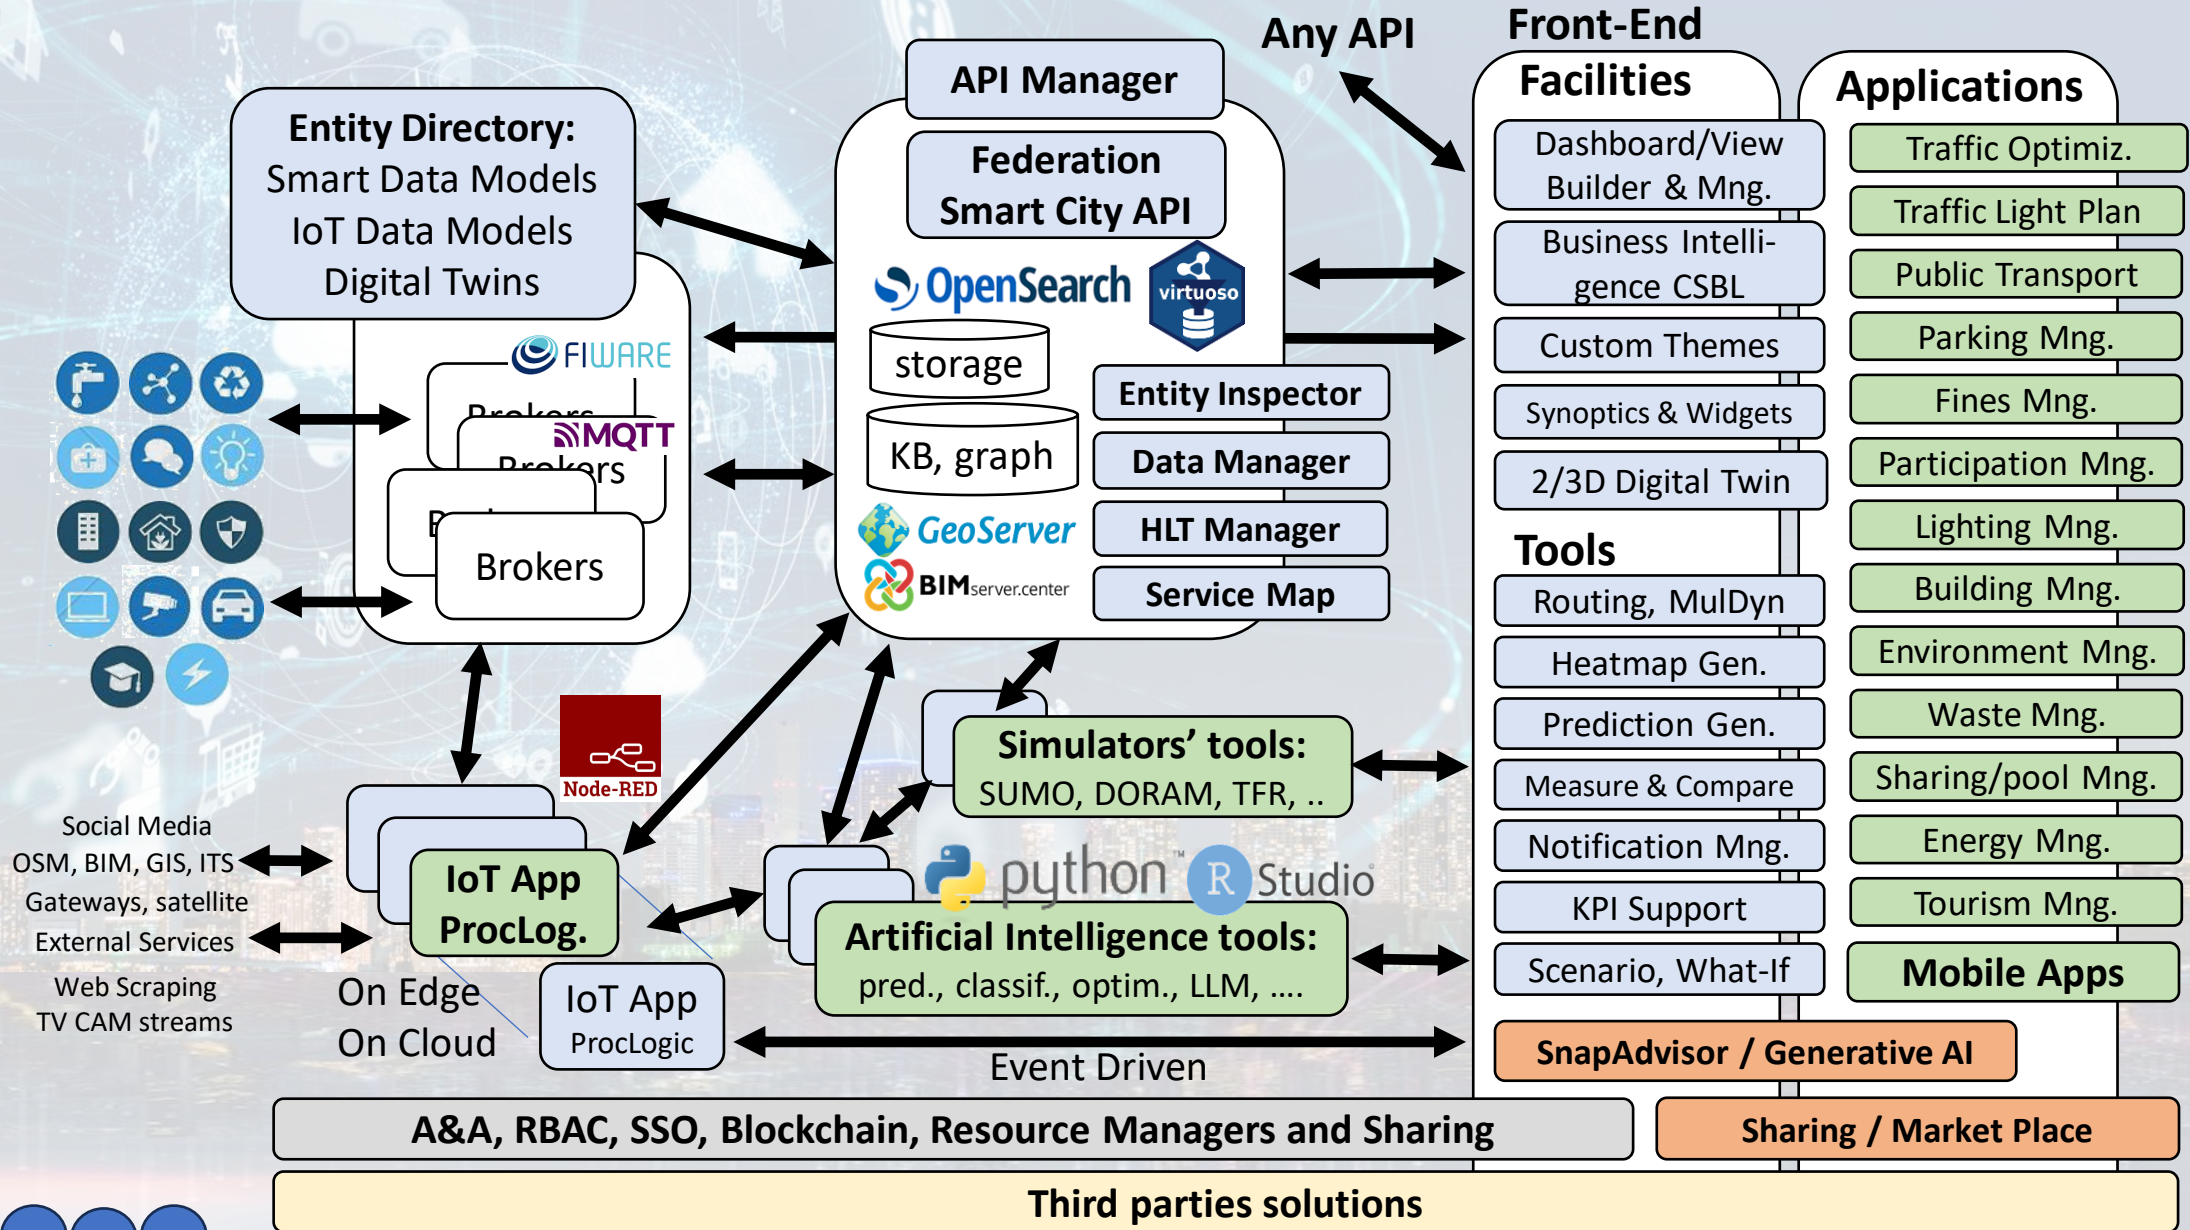 Any API
Front-End
API Manager
Facilities
Applications
Entity Directory:
Smart Data Models
IoT Data Models
Digital Twins
Federation
Smart City API
OpenSearch
virtuoso
storage
KB, graph
GeoServer
BIMserver.center
Entity Inspector
Data Manager
HLT Manager
Service Map
FIWARE
Brokers
MQTT
Brokers
Brokers
Dashboard/View
Builder & Mng.
Business Intelli-
gence CSBL
Custom Themes
Synoptics & Widgets
2/3D Digital Twin
Tools
Routing, MulDyn
Heatmap Gen.
Prediction Gen.
Measure & Compare
Notification Mng.
KPI Support
Scenario, What-If
Traffic Optimiz.
Traffic Light Plan
Public Transport
Parking Mng.
Fines Mng.
Participation Mng.
Lighting Mng.
Building Mng.
Environment Mng.
Waste Mng.
Sharing/pool Mng.
Energy Mng.
Tourism Mng.
Mobile Apps
Node-RED
Simulators' tools:
SUMO, DORAM, TFR, ..
python™
R Studio
Artificial Intelligence tools:
pred., classif., optim., LLM, ....
Social Media
OSM, BIM, GIS, ITS
Gateways, satellite
External Services
Web Scraping
TV CAM streams
IoT App
ProcLog.
On Edge
On Cloud
IoT App
ProcLogic
Event Driven
SnapAdvisor / Generative AI
A&A, RBAC, SSO, Blockchain, Resource Managers and Sharing
Sharing / Market Place
Third parties solutions